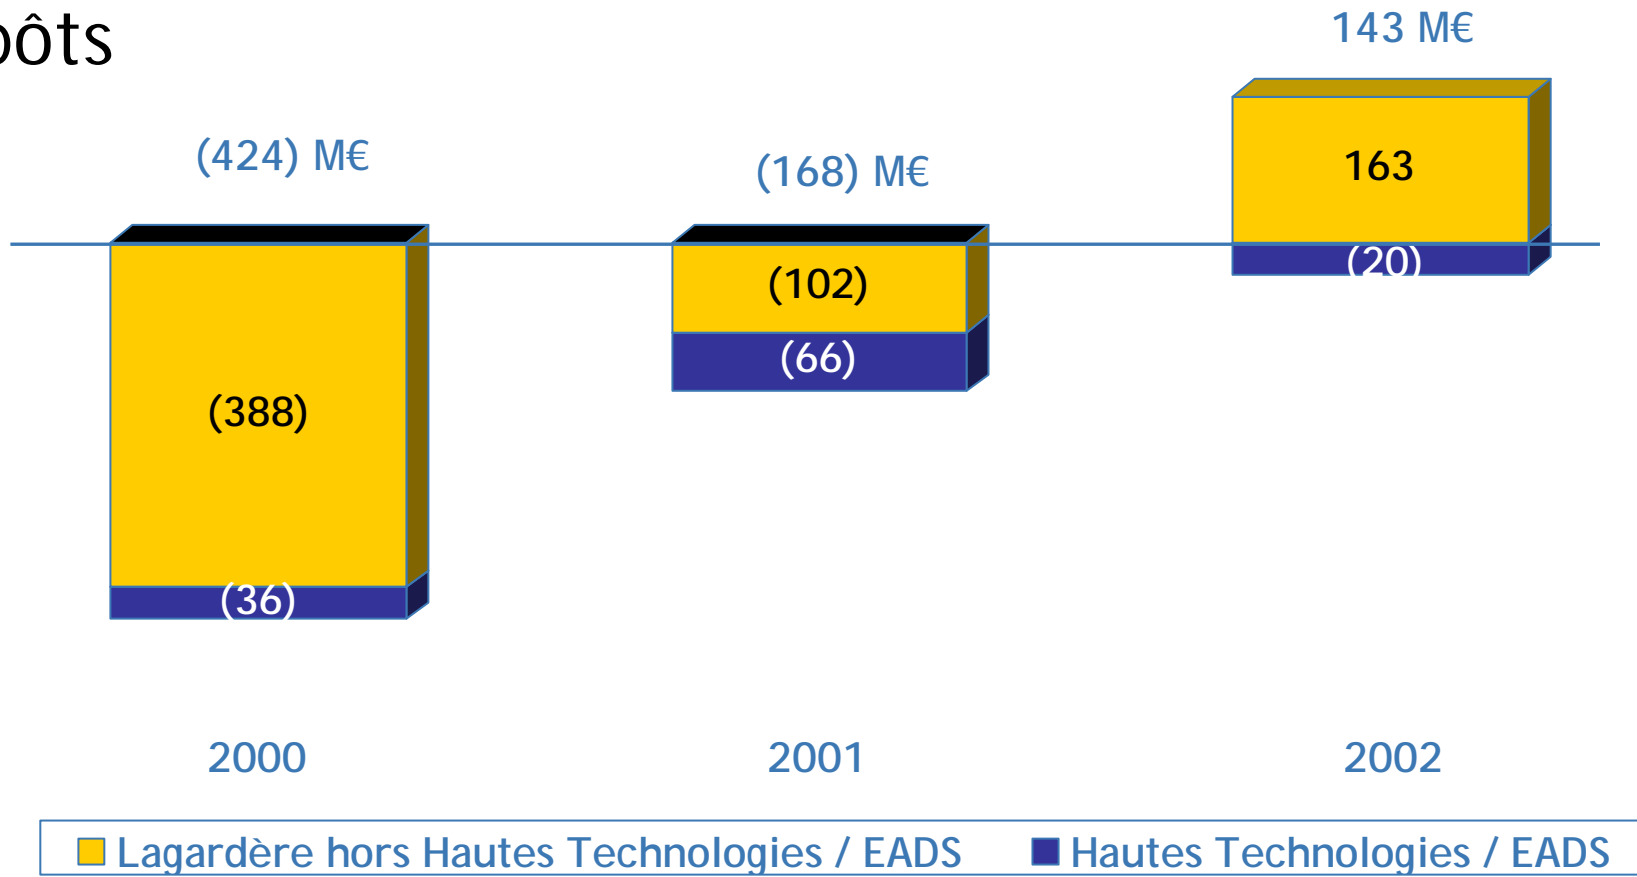 pôts
143 M€
(424) M€
(168) M€
163
(20)
(102)
(66)
(388)
(36)
2000 2001 2002
Lagardère hors Hautes Technologies / EADS Hautes Technologies / EADS